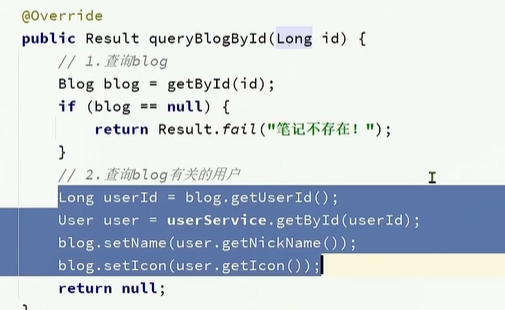 @Override
public Result queryBlogById(Long id) {
// 1.查询blog
Blog blog = getById(id);
if (blog == null) {
return Result.fail("笔记不存在！");
}
// 2.查询blog有关的用户
Long userId = blog.getUserId();
User user = userService.getById(userId);
blog.setName(user.getNickName());
blog.setIcon(user.getIcon());
return null;
}